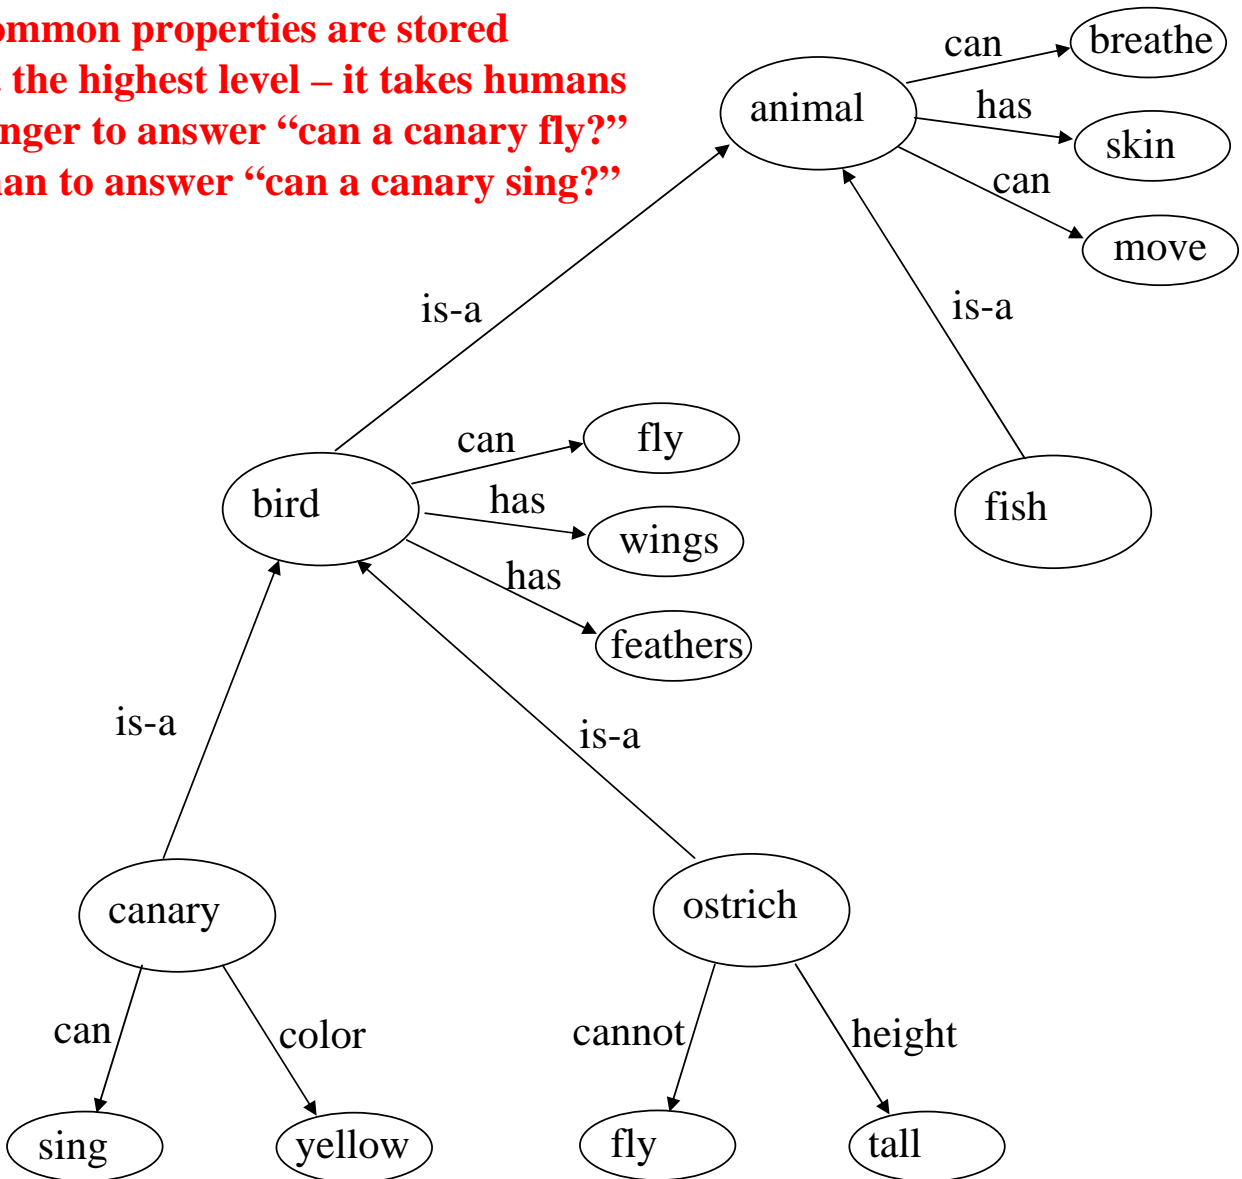 ommon properties are stored
t the highest level – it takes humans
nger to answer “can a canary fly?”
an to answer “can a canary sing?”
can
breathe
animal
has
skin
can
move
is-a
is-a
can
fly
bird
has
wings
fish
has
feathers
is-a
is-a
canary
ostrich
can
color
cannot
height
sing
yellow
fly
tall